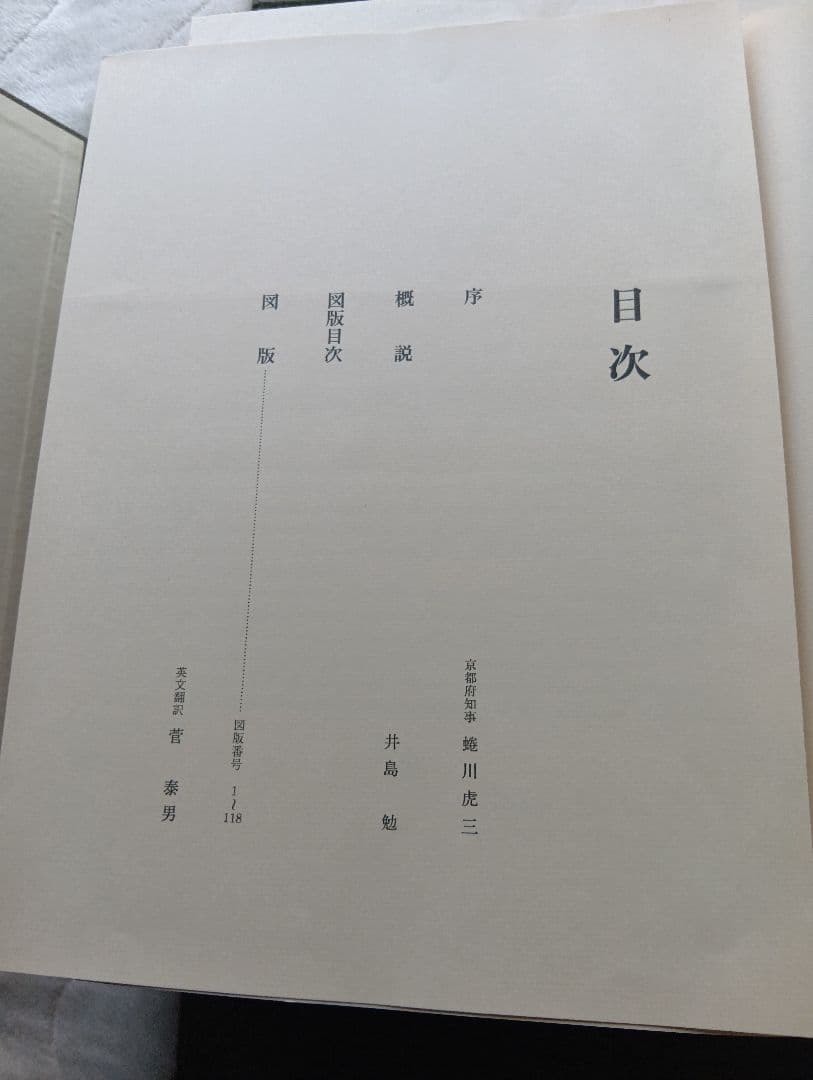 目次
序 京都府知事 蜷川虎三
概説 井島勉
図版目次
図版 図版番号 1〜118
英文翻訳 菅泰男